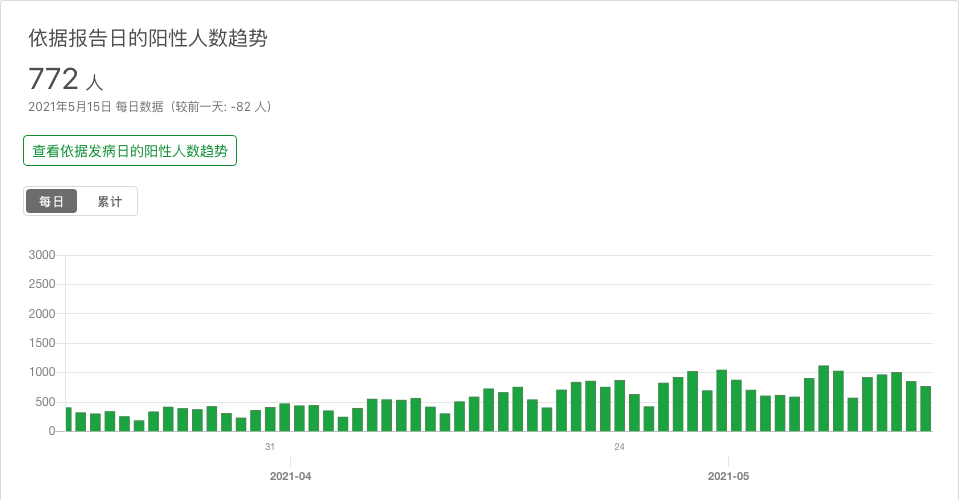 依据报告日的阳性人数趋势
772 人
2021年5月15日 每日数据（较前一天: -82 人）
查看依据发病日的阳性人数趋势
每日 累计
3000
2500
2000
1500
1000
500
0
31 24
2021-04 2021-05